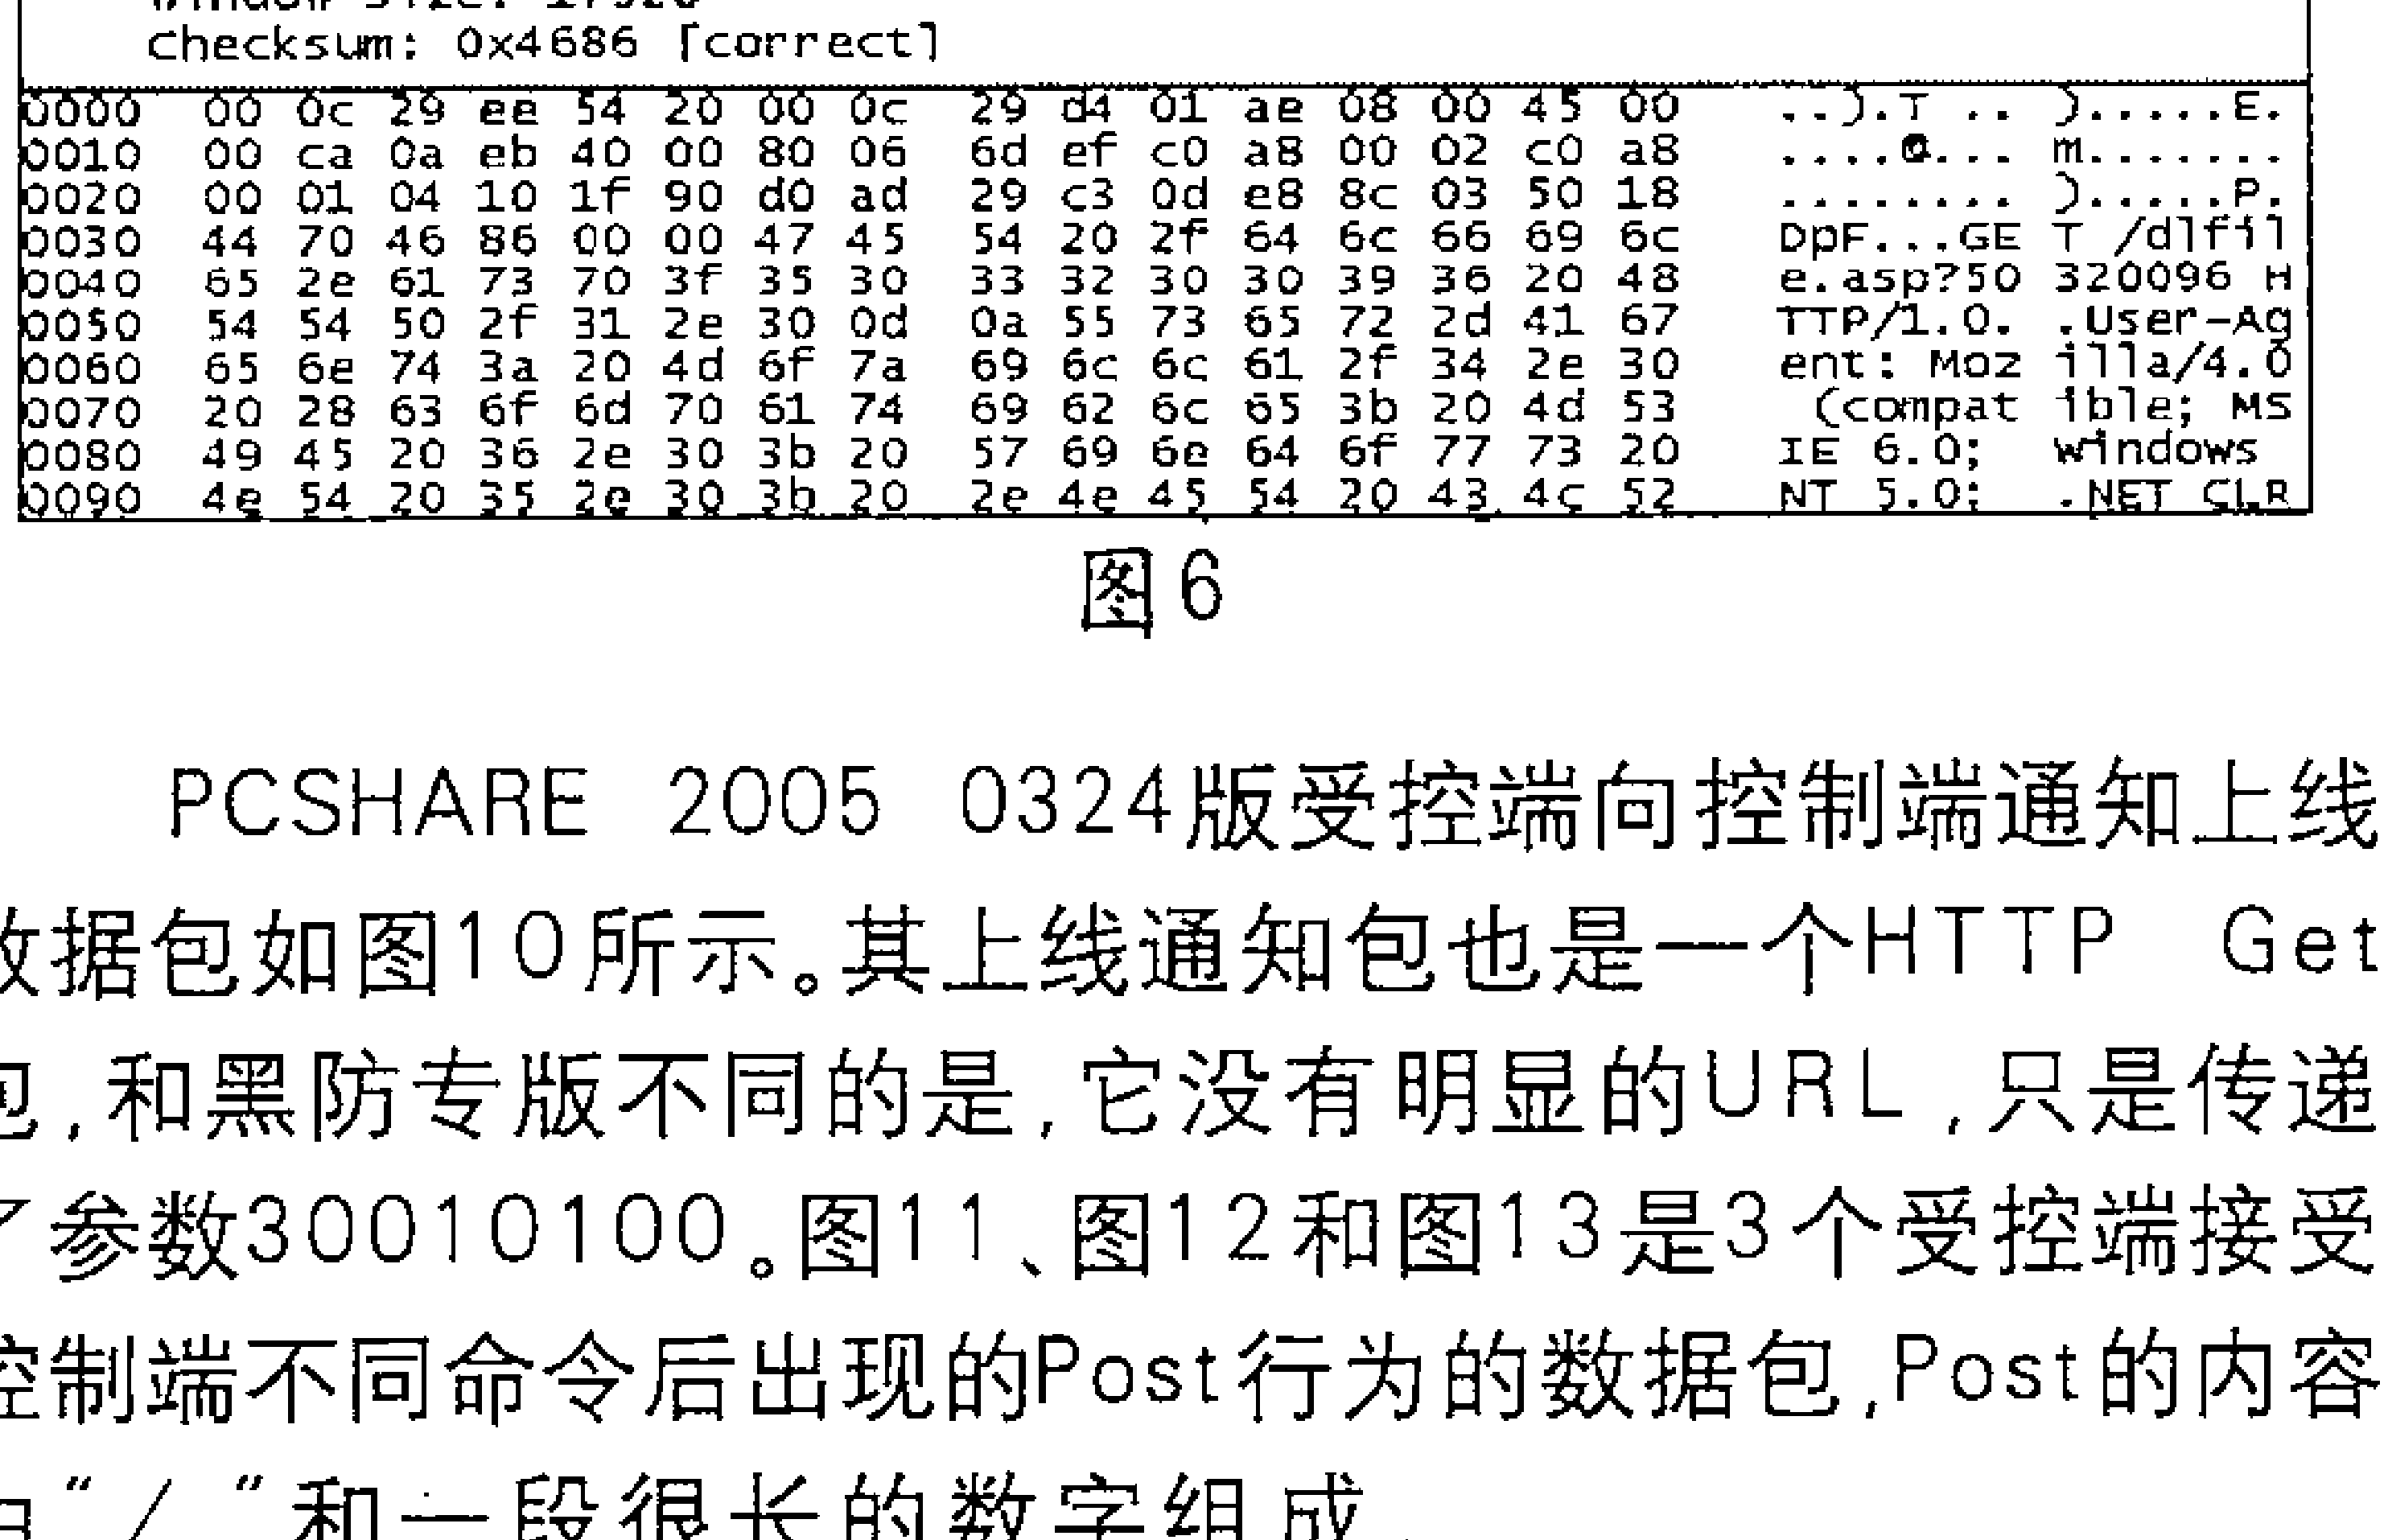 checksum: 0x4686 [correct]
0000 00 0c 29 ee 54 20 00 0c 29 d4 01 ae 08 00 45 00 ..).T .. ).....E.
0010 00 ca 0a eb 40 00 80 06 6d ef c0 a8 00 02 c0 a8 ....@... m.......
0020 00 01 04 10 1f 90 d0 ad 29 c3 0d e8 8c 03 50 18 ........ ).....P.
0030 44 70 46 86 00 00 47 45 54 20 2f 64 6c 66 69 6c DpF...GE T /dlfil
0040 65 2e 61 73 70 3f 35 30 33 32 30 30 39 36 20 48 e.asp?50 320096 H
0050 54 54 50 2f 31 2e 30 0d 0a 55 73 65 72 2d 41 67 TTP/1.0. .User-Ag
0060 65 6e 74 3a 20 4d 6f 7a 69 6c 6c 61 2f 34 2e 30 ent: Moz illa/4.0
0070 20 28 63 6f 6d 70 61 74 69 62 6c 65 3b 20 4d 53 (compat ible; MS
0080 49 45 20 36 2e 30 3b 20 57 69 6e 64 6f 77 73 20 IE 6.0; Windows
0090 4e 54 20 35 2e 30 3b 20 2e 4e 45 54 20 43 4c 52 NT 5.0; .NET CLR
图6
PCSHARE 2005 0324版受控端向控制端通知上线
数据包如图10所示。其上线通知包也是一个HTTP Get
包,和黑防专版不同的是,它没有明显的URL,只是传递
了参数30010100。图11、图12和图13是3个受控端接受
控制端不同命令后出现的Post行为的数据包,Post的内容
由“/ ”和一段很长的数字组成.